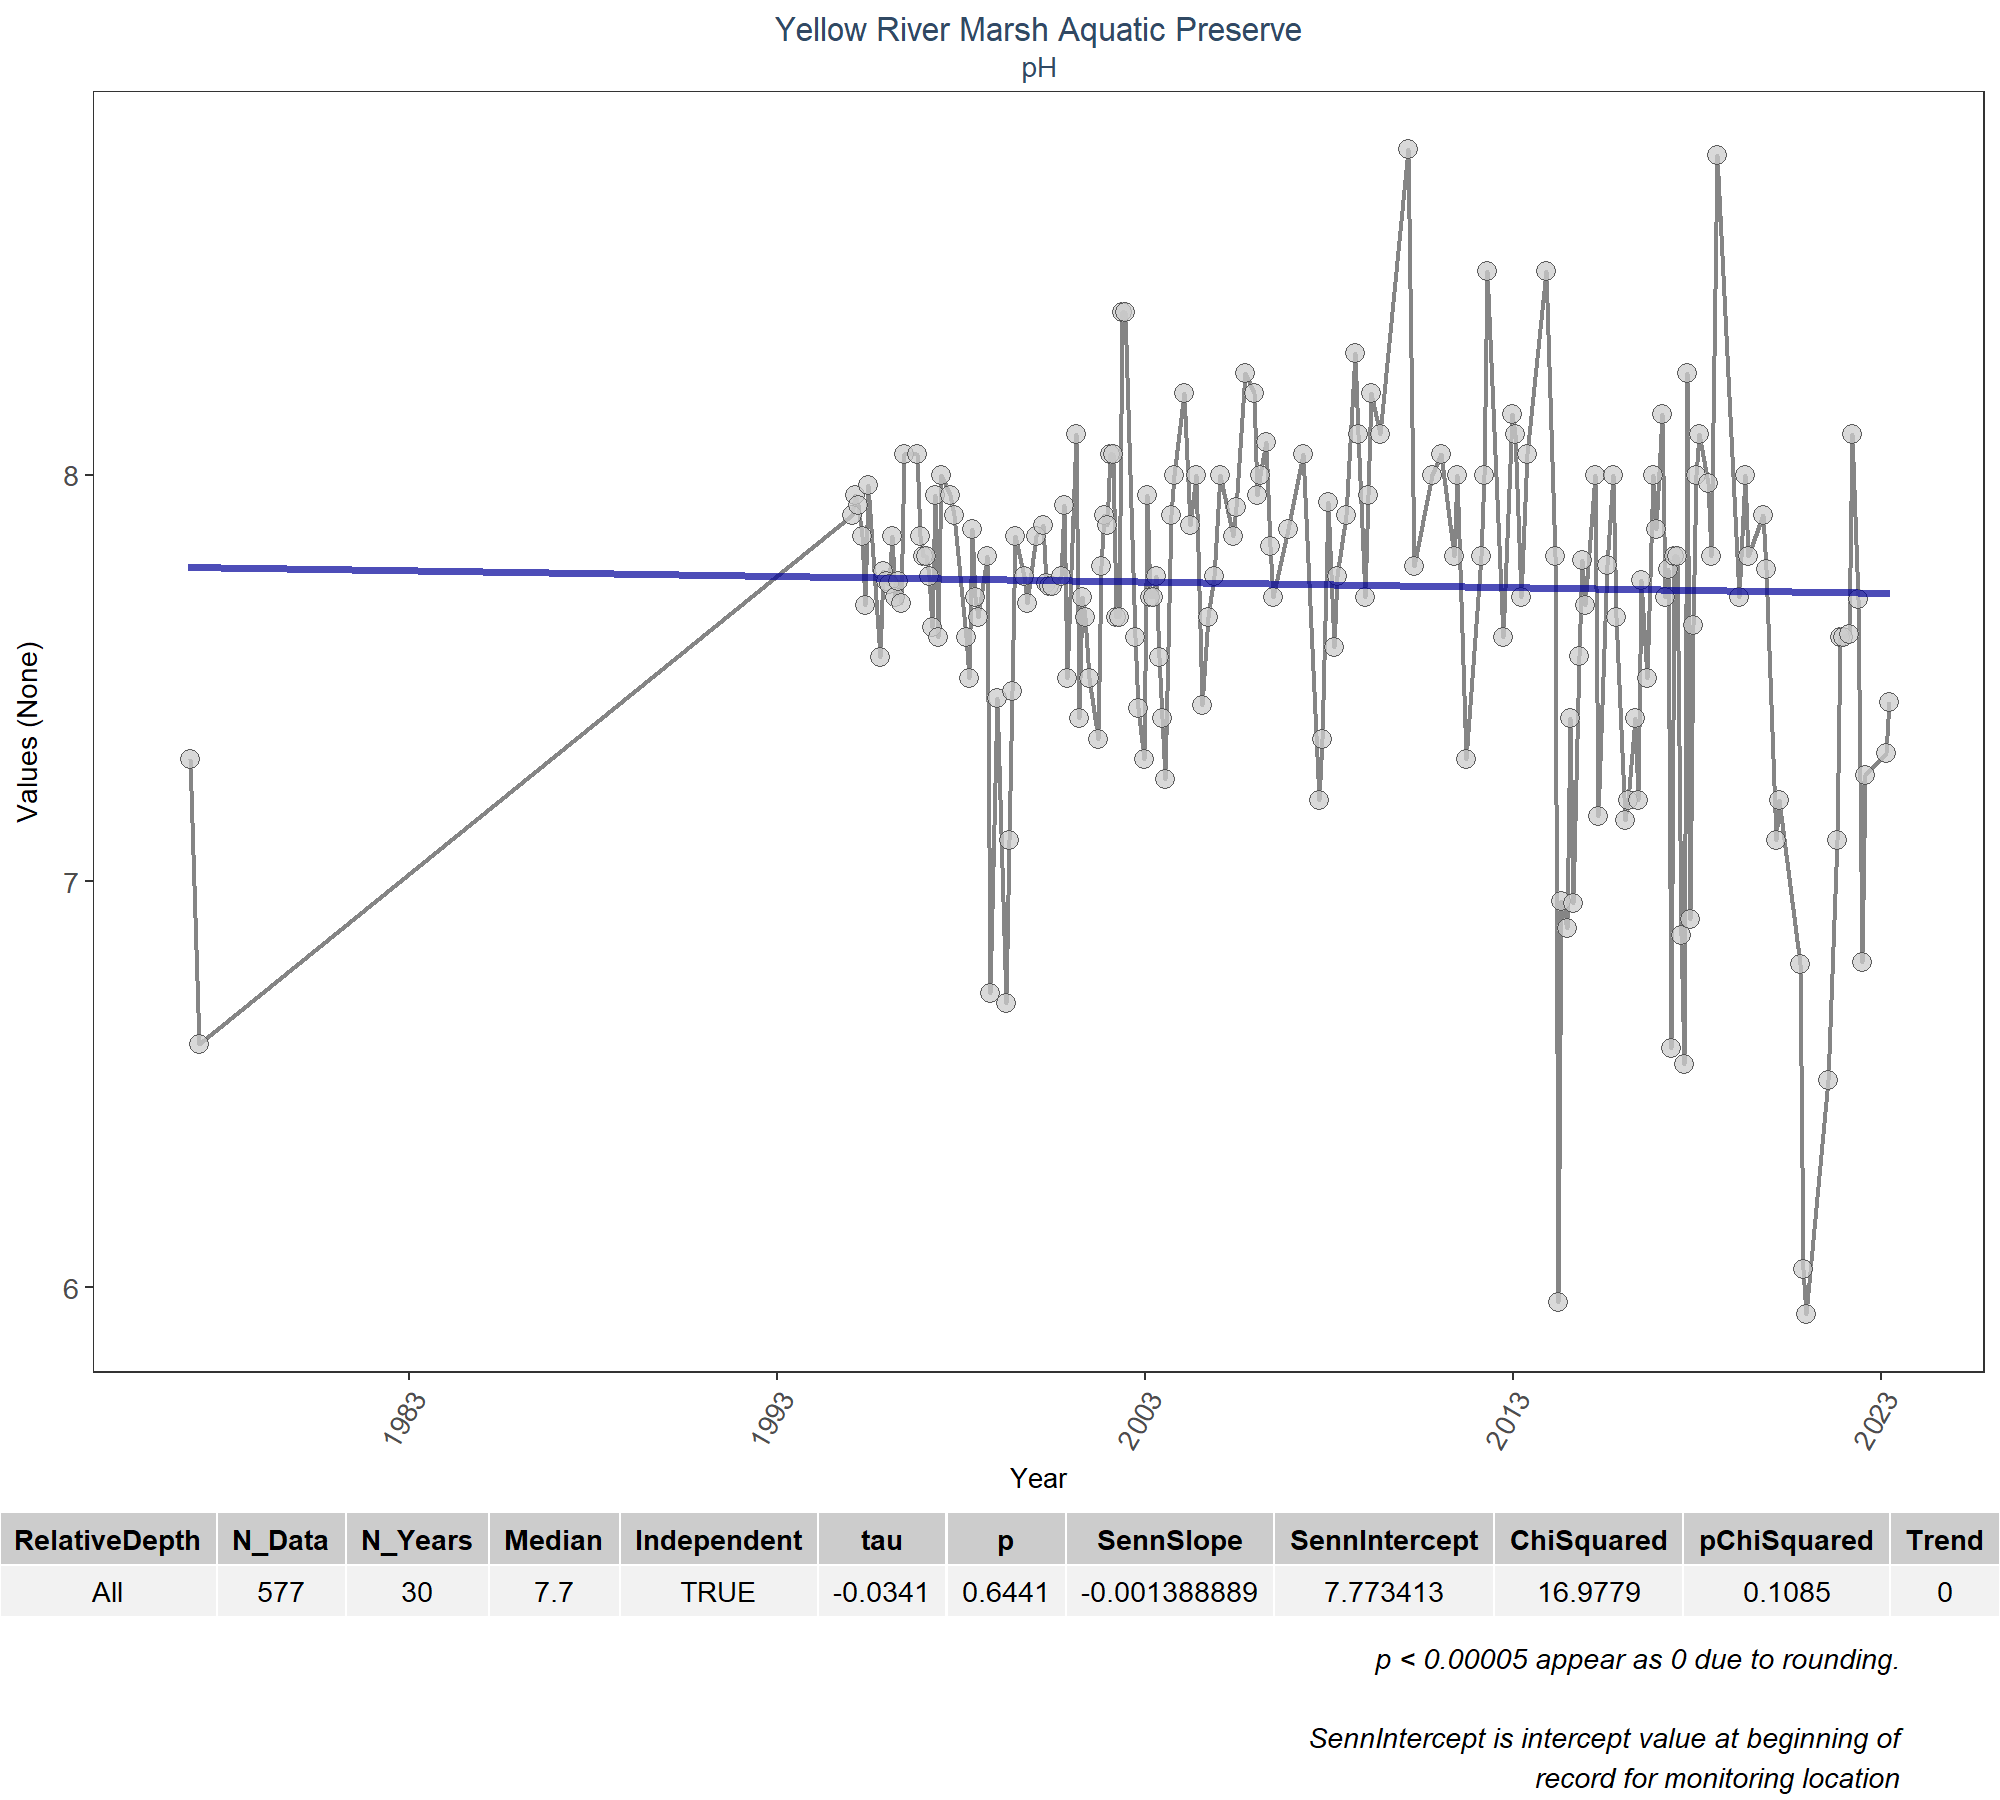 Yellow River Marsh Aquatic Preserve
pH
Values (None)
8
7
6
1983
1993
2003
2013
2023
Year
RelativeDepth N_Data N_Years Median Independent tau p SennSlope SennIntercept ChiSquared pChiSquared Trend
All 577 30 7.7 TRUE -0.0341 0.6441 -0.001388889 7.773413 16.9779 0.1085 0
p < 0.00005 appear as 0 due to rounding.
SennIntercept is intercept value at beginning of
record for monitoring location